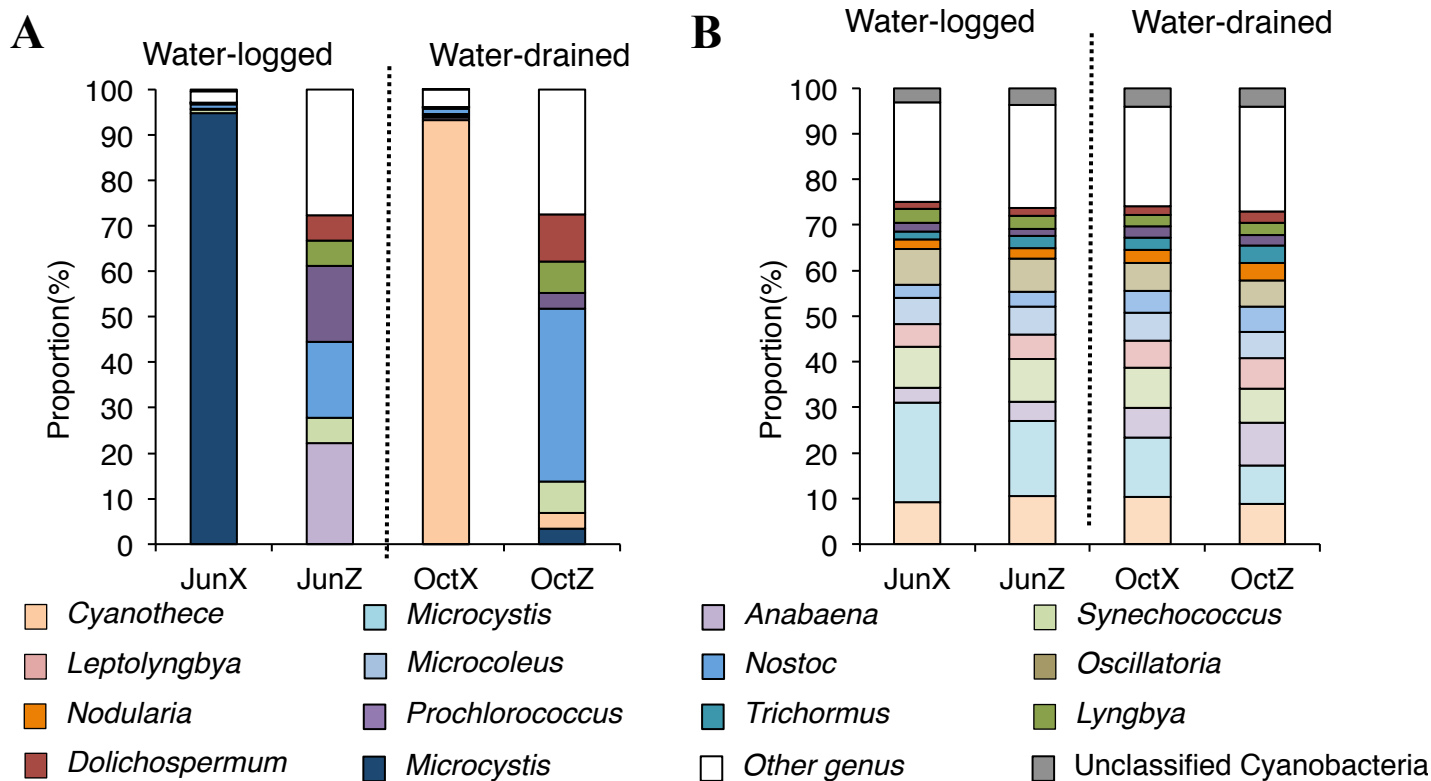 A
Water-logged
Water-drained
Proportion(%)
100
90
80
70
60
50
40
30
20
10
0
JunX
JunZ
OctX
OctZ
B
Water-logged
Water-drained
Proportion(%)
100
90
80
70
60
50
40
30
20
10
0
JunX
JunZ
OctX
OctZ
Cyanothece
Microcystis
Anabaena
Synechococcus
Leptolyngbya
Microcoleus
Nostoc
Oscillatoria
Nodularia
Prochlorococcus
Trichormus
Lyngbya
Dolichospermum
Microcystis
Other genus
Unclassified Cyanobacteria